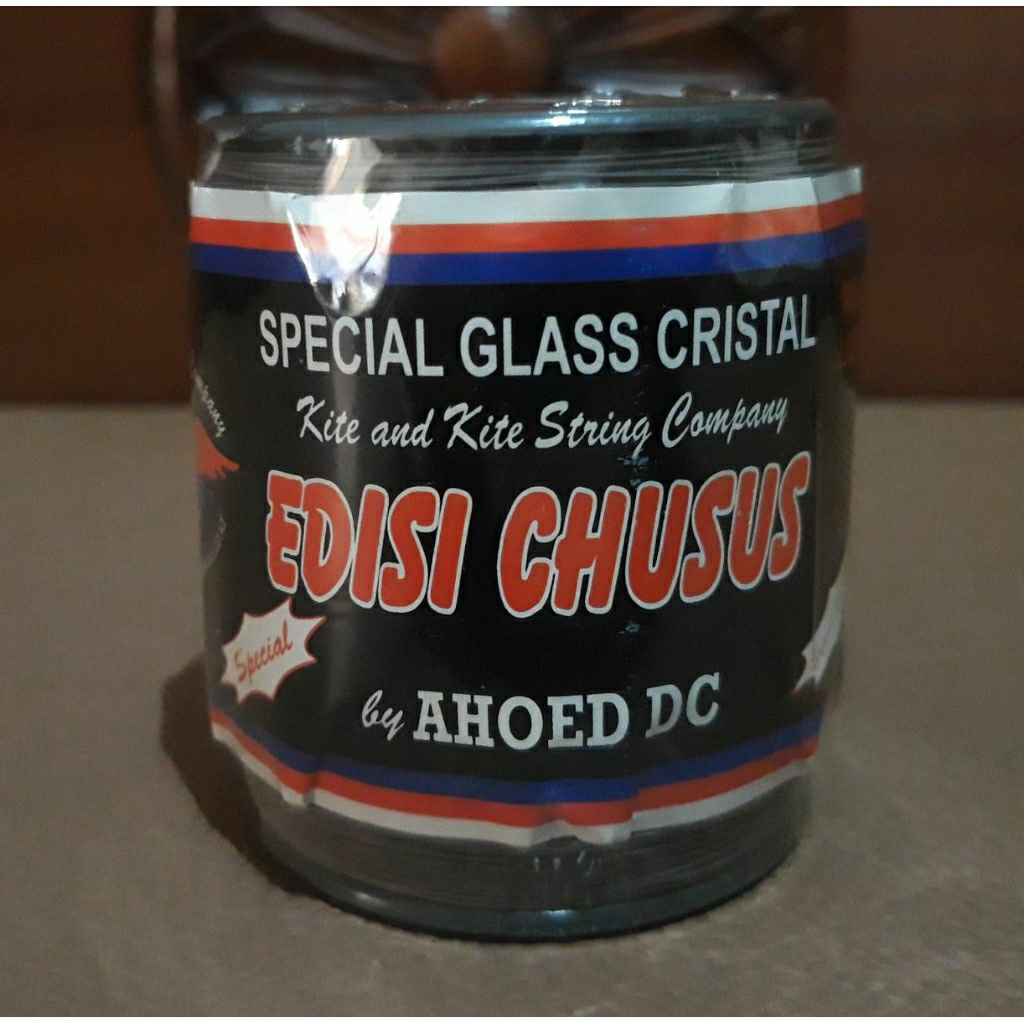 SPECIAL GLASS CRISTAL
Kite and Kite String Company
EDISI CHUSUS
Special
by AHOED DC